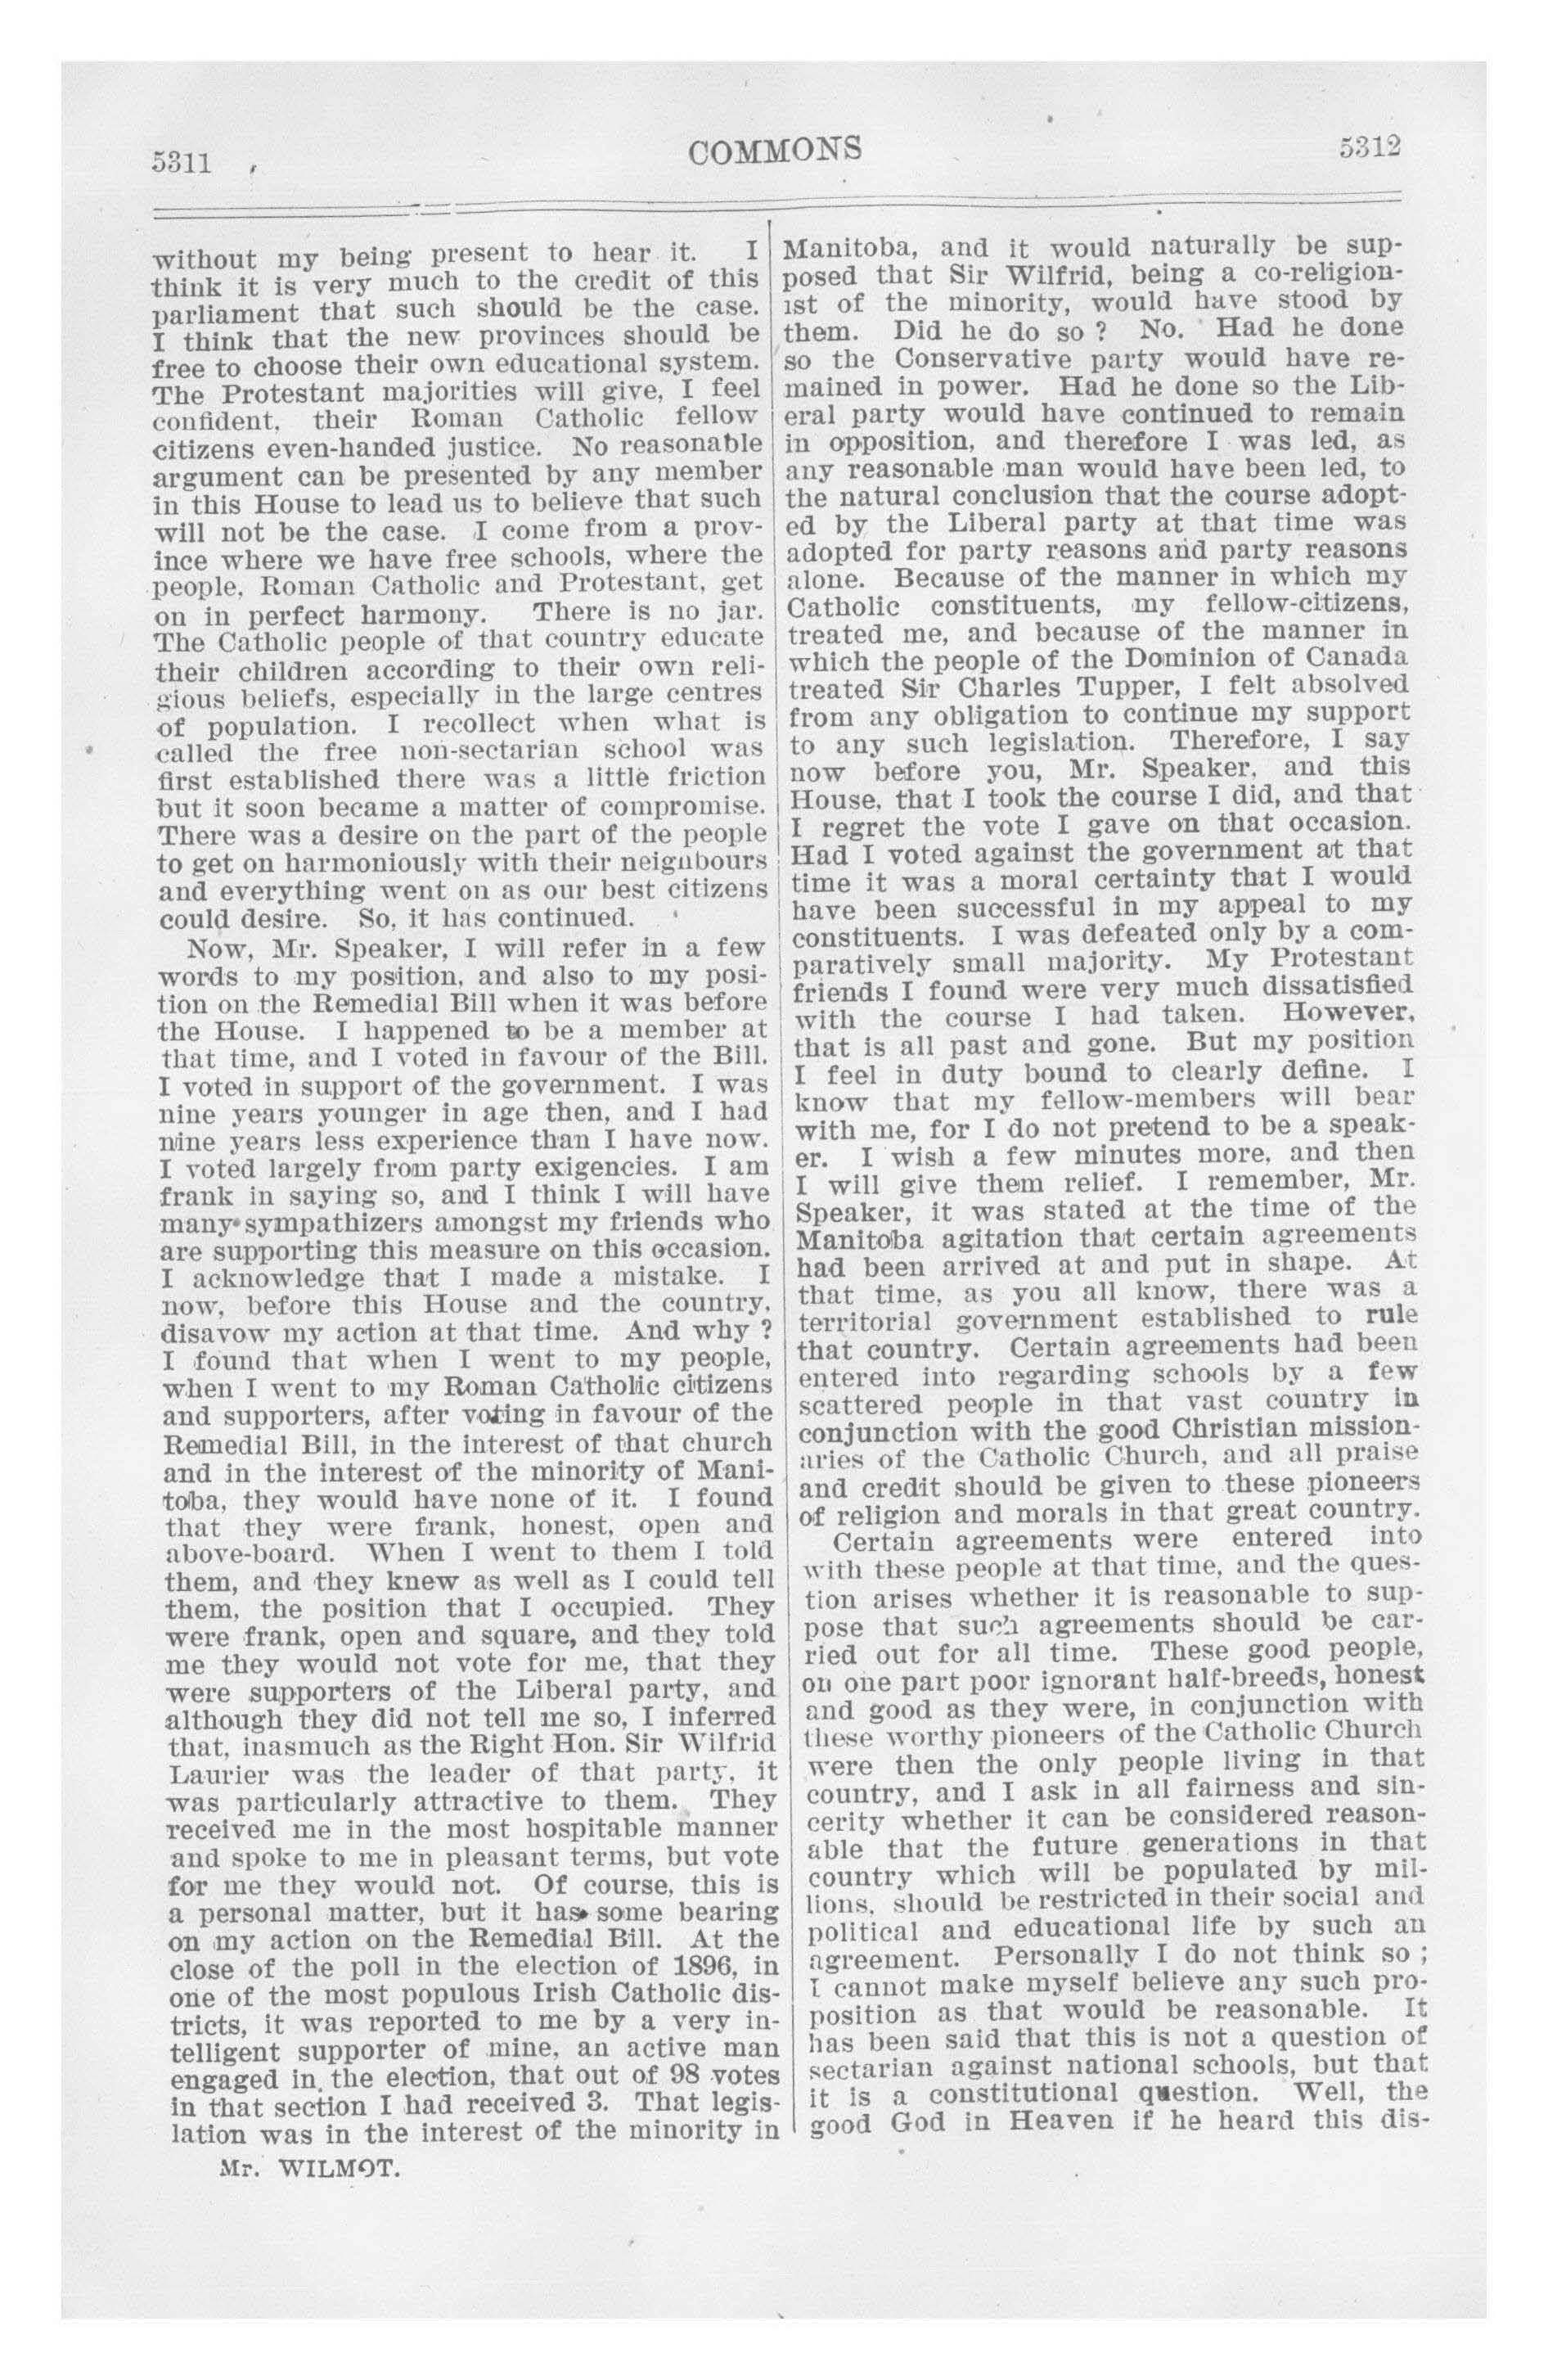 5311
COMMONS
5312
without my being present to hear it. I
think it is very much to the credit of this
parliament that such should be the case.
I think that the new provinces should be
free to choose their own educational system.
The Protestant majorities will give, I feel
confident, their Roman Catholic fellow
citizens even-handed justice. No reasonable
argument can be presented by any member
in this House to lead us to believe that such
will not be the case. I come from a prov-
ince where we have free schools, where the
people, Roman Catholic and Protestant, get
on in perfect harmony. There is no jar.
The Catholic people of that country educate
their children according to their own reli-
gious beliefs, especially in the large centres
of population. I recollect when what is
called the free non-sectarian school was
first established there was a little friction
but it soon became a matter of compromise.
There was a desire on the part of the people
to get on harmoniously with their neighbours
and everything went on as our best citizens
could desire. So, it has continued.
Now, Mr. Speaker, I will refer in a few
words to my position, and also to my posi-
tion on the Remedial Bill when it was before
the House. I happened to be a member at
that time, and I voted in favour of the Bill.
I voted in support of the government. I was
nine years younger in age then, and I had
nine years less experience than I have now.
I voted largely from party exigencies. I am
frank in saying so, and I think I will have
many sympathizers amongst my friends who
are supporting this measure on this occasion.
I acknowledge that I made a mistake. I
now, before this House and the country,
disavow my action at that time. And why ?
I found that when I went to my people,
when I went to my Roman Catholic citizens
and supporters, after voting in favour of the
Remedial Bill, in the interest of that church
and in the interest of the minority of Mani-
toba, they would have none of it. I found
that they were frank, honest, open and
above-board. When I went to them I told
them, and they knew as well as I could tell
them, the position that I occupied. They
were frank, open and square, and they told
me they would not vote for me, that they
were supporters of the Liberal party, and
although they did not tell me so, I inferred
that, inasmuch as the Right Hon. Sir Wilfrid
Laurier was the leader of that party, it
was particularly attractive to them. They
received me in the most hospitable manner
and spoke to me in pleasant terms, but vote
for me they would not. Of course, this is
a personal matter, but it has some bearing
on my action on the Remedial Bill. At the
close of the poll in the election of 1896, in
one of the most populous Irish Catholic dis-
tricts, it was reported to me by a very in-
telligent supporter of mine, an active man
engaged in the election, that out of 98 votes
in that section I had received 3. That legis-
lation was in the interest of the minority in
Mr. WILMOT.
Manitoba, and it would naturally be sup-
posed that Sir Wilfrid, being a co-religion-
ist of the minority, would have stood by
them. Did he do so ? No. Had he done
so the Conservative party would have re-
mained in power. Had he done so the Lib-
eral party would have continued to remain
in opposition, and therefore I was led, as
any reasonable man would have been led, to
the natural conclusion that the course adopt-
ed by the Liberal party at that time was
adopted for party reasons and party reasons
alone. Because of the manner in which my
Catholic constituents, my fellow-citizens,
treated me, and because of the manner in
which the people of the Dominion of Canada
treated Sir Charles Tupper, I felt absolved
from any obligation to continue my support
to any such legislation. Therefore, I say
now before you, Mr. Speaker, and this
House, that I took the course I did, and that
I regret the vote I gave on that occasion.
Had I voted against the government at that
time it was a moral certainty that I would
have been successful in my appeal to my
constituents. I was defeated only by a com-
paratively small majority. My Protestant
friends I found were very much dissatisfied
with the course I had taken. However,
that is all past and gone. But my position
I feel in duty bound to clearly define. I
know that my fellow-members will bear
with me, for I do not pretend to be a speak-
er. I wish a few minutes more, and then
I will give them relief. I remember, Mr.
Speaker, it was stated at the time of the
Manitoba agitation that certain agreements
had been arrived at and put in shape. At
that time, as you all know, there was a
territorial government established to rule
that country. Certain agreements had been
entered into regarding schools by a few
scattered people in that vast country in
conjunction with the good Christian mission-
aries of the Catholic Church, and all praise
and credit should be given to these pioneers
of religion and morals in that great country.
Certain agreements were entered into
with these people at that time, and the ques-
tion arises whether it is reasonable to sup-
pose that such agreements should be car-
ried out for all time. These good people,
on one part poor ignorant half-breeds, honest
and good as they were, in conjunction with
these worthy pioneers of the Catholic Church
were then the only people living in that
country, and I ask in all fairness and sin-
cerity whether it can be considered reason-
able that the future generations in that
country which will be populated by mil-
lions, should be restricted in their social and
political and educational life by such an
agreement. Personally I do not think so ;
I cannot make myself believe any such pro-
position as that would be reasonable. It
has been said that this is not a question of
sectarian against national schools, but that
it is a constitutional question. Well, the
good God in Heaven if he heard this dis-